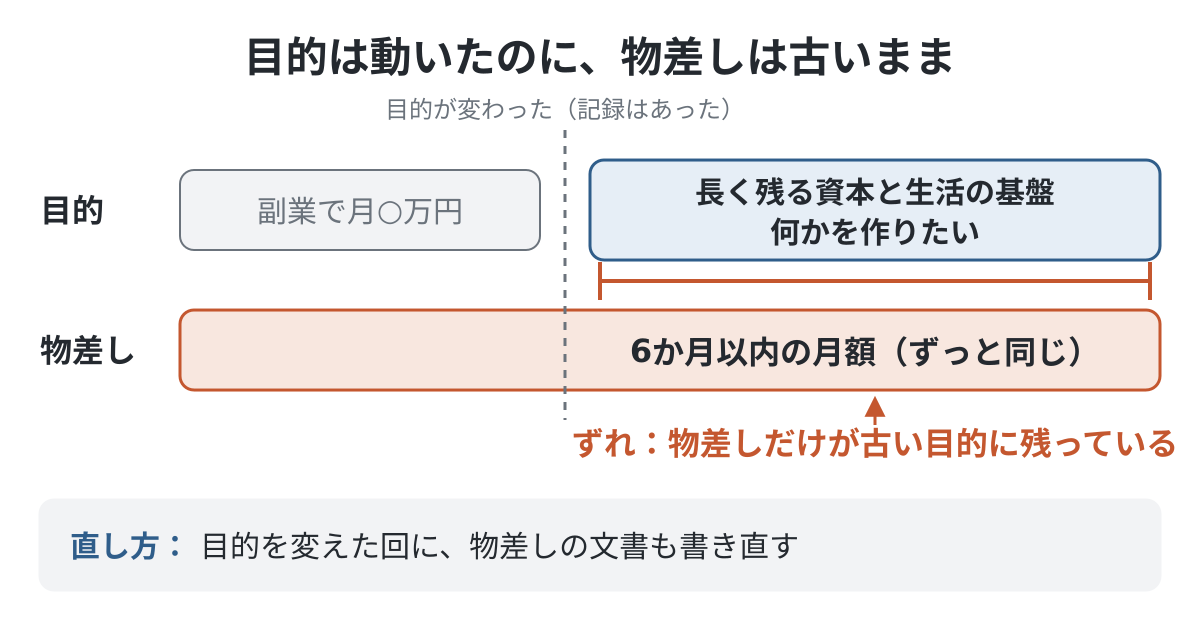 目的は動いたのに、物差しは古いまま
目的が変わった（記録はあった）
目的
副業で月○万円
長く残る資本と生活の基盤
何かを作りたい
物差し
6か月以内の月額（ずっと同じ）
ずれ：物差しだけが古い目的に残っている
直し方： 目的を変えた回に、物差しの文書も書き直す